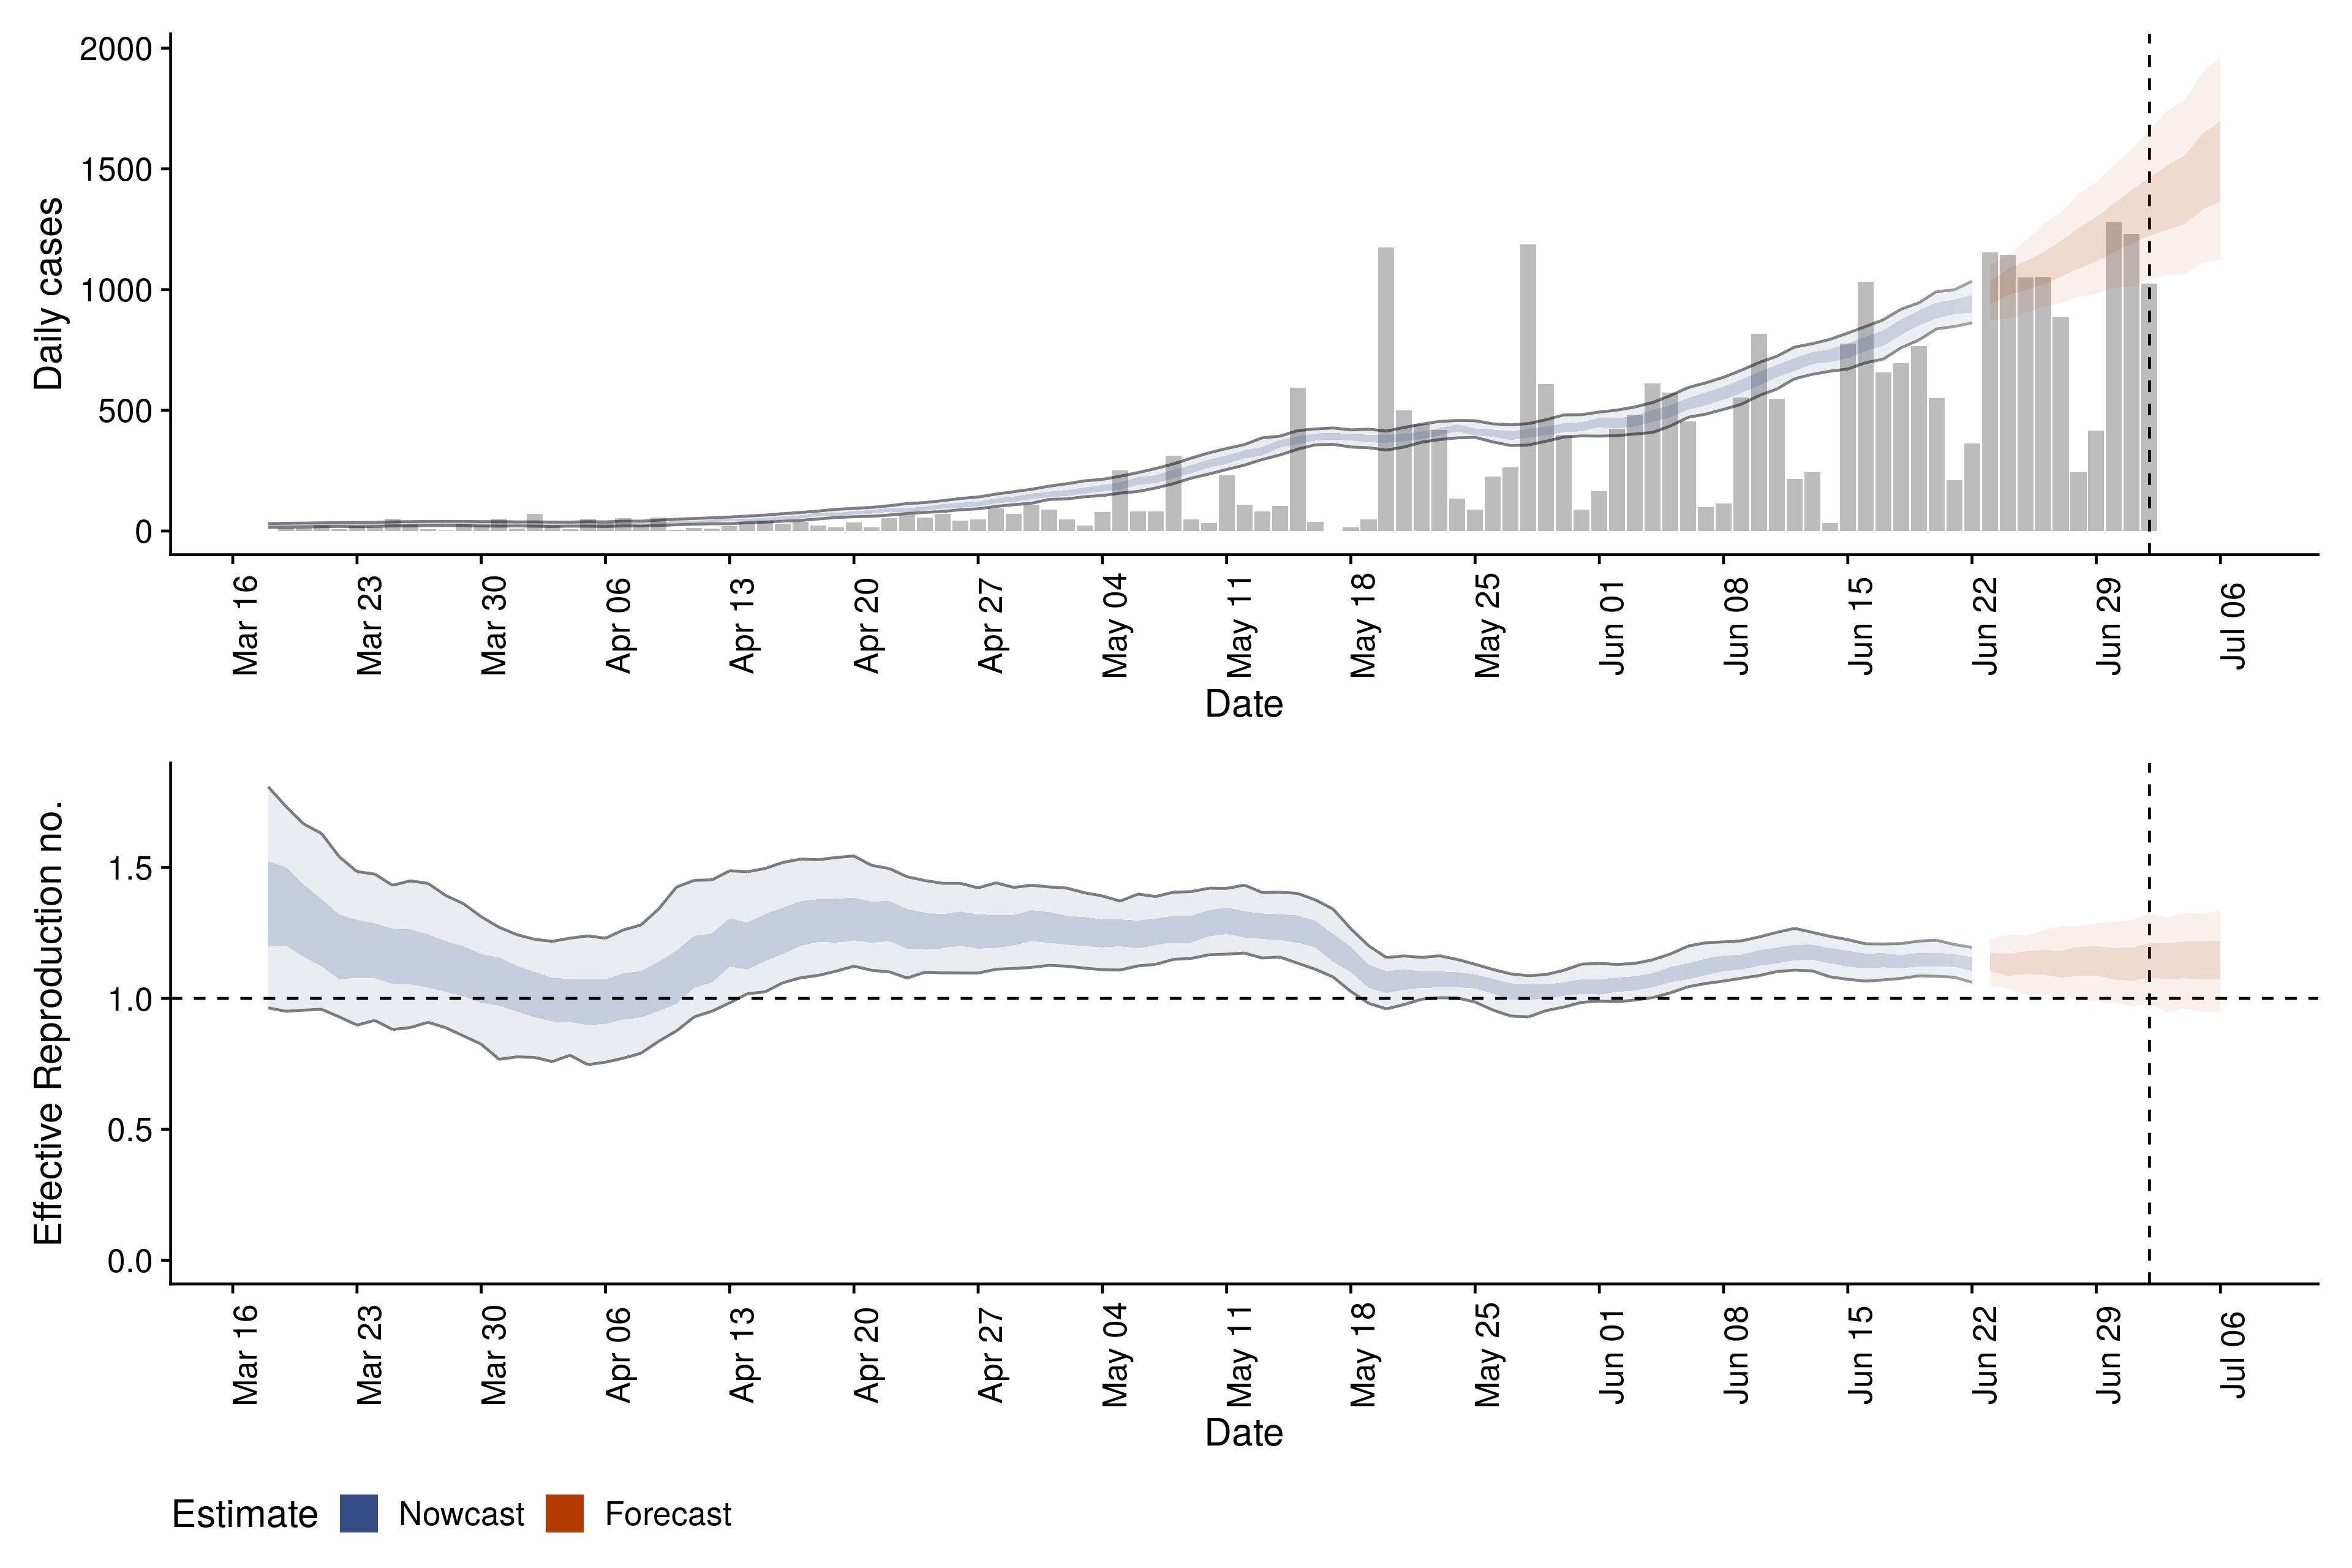 Daily cases
2000
1500
1000
500
0
Mar 16
Mar 23
Mar 30
Apr 06
Apr 13
Apr 20
Apr 27
May 04
May 11
May 18
May 25
Jun 01
Jun 08
Jun 15
Jun 22
Jun 29
Jul 06
Date
Effective Reproduction no.
1.5
1.0
0.5
0.0
Mar 16
Mar 23
Mar 30
Apr 06
Apr 13
Apr 20
Apr 27
May 04
May 11
May 18
May 25
Jun 01
Jun 08
Jun 15
Jun 22
Jun 29
Jul 06
Date
Estimate Nowcast Forecast